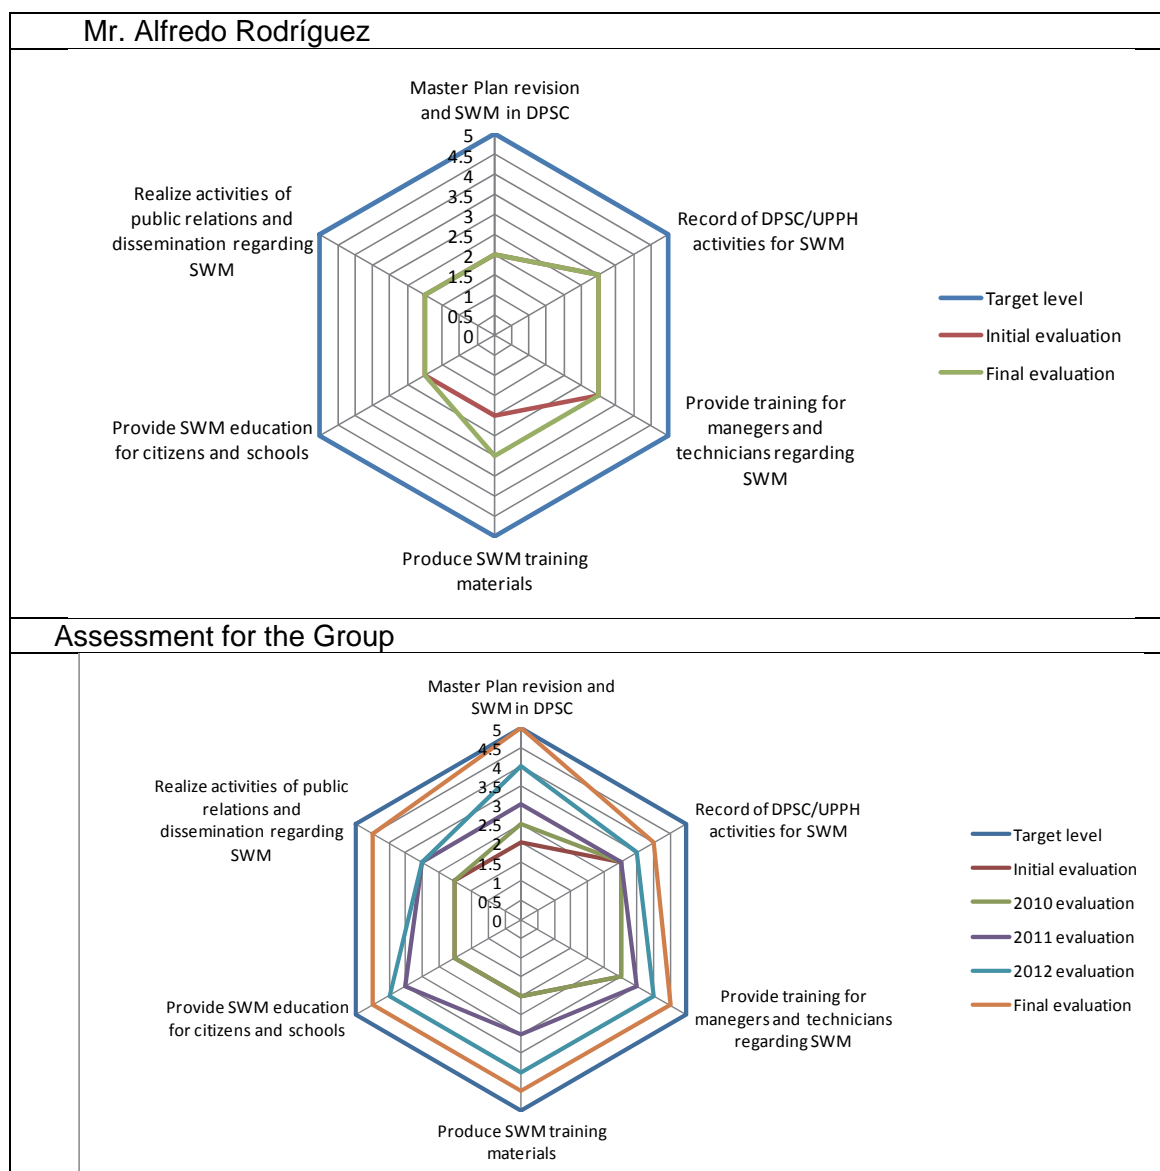 Mr. Alfredo Rodríguez
Master Plan revision
and SWM in DPSC
5
4.5
4
3.5
3
2.5
2
1.5
1
0.5
0
Record of DPSC/UPPH
activities for SWM
Provide training for
manegers and
technicians regarding
SWM
Produce SWM training
materials
Provide SWM education
for citizens and schools
Realize activities of
public relations and
dissemination regarding
SWM
Target level
Initial evaluation
Final evaluation
Assessment for the Group
Master Plan revision and
SWM in DPSC
5
4.5
4
3.5
3
2.5
2
1.5
1
0.5
0
Record of DPSC/UPPH
activities for SWM
Provide training for
manegers and technicians
regarding SWM
Produce SWM training
materials
Provide SWM education
for citizens and schools
Realize activities of public
relations and
dissemination regarding
SWM
Target level
Initial evaluation
2010 evaluation
2011 evaluation
2012 evaluation
Final evaluation